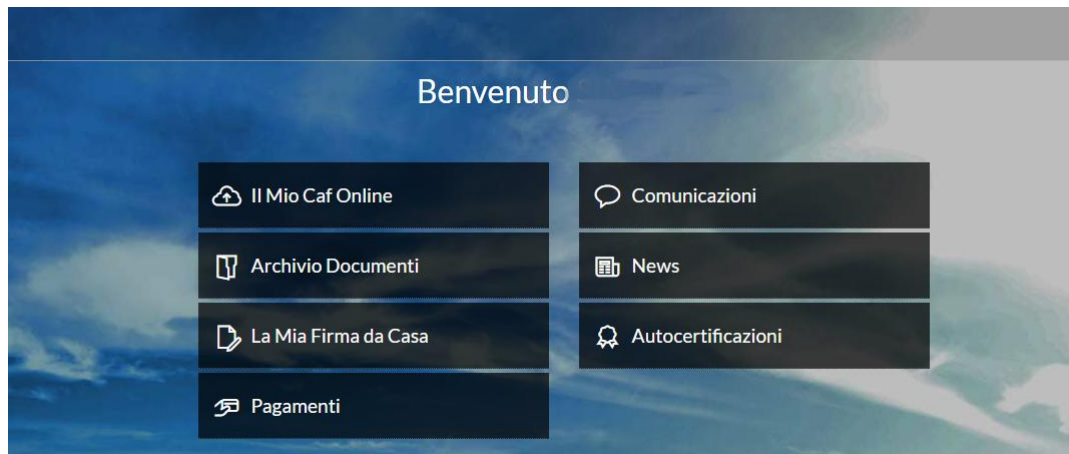 Benvenuto
Il Mio Caf Online
Archivio Documenti
La Mia Firma da Casa
Pagamenti
Comunicazioni
News
Autocertificazioni